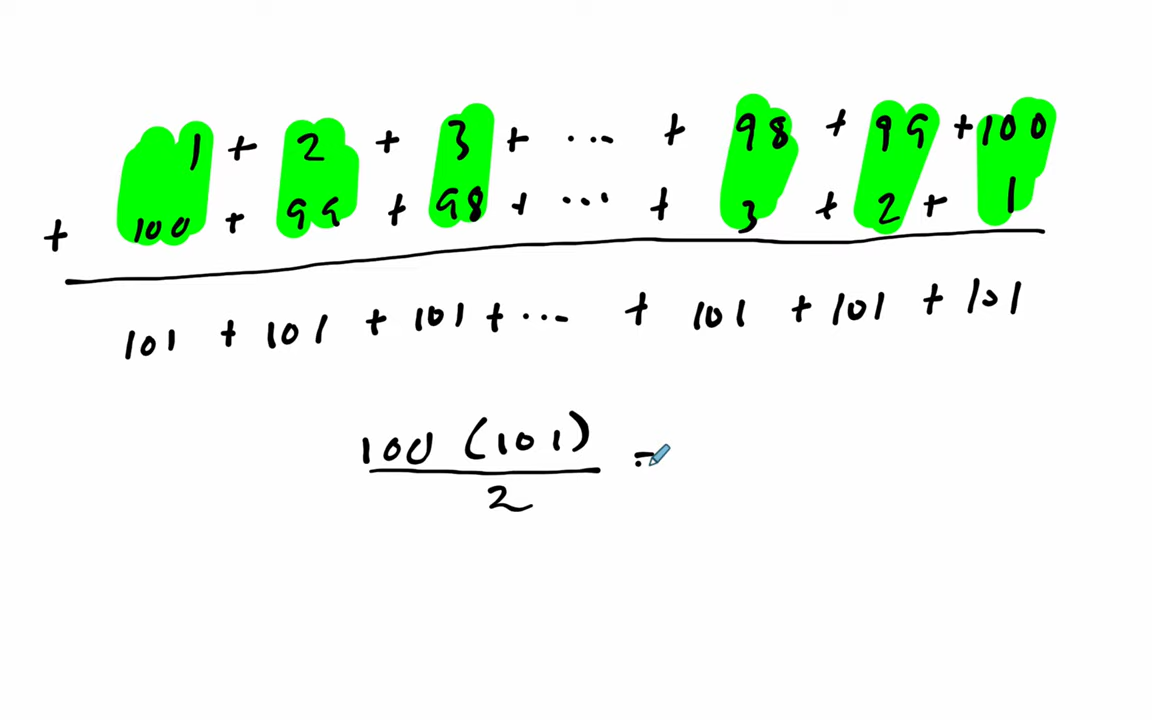 1 + 2 + 3 + ... + 98 + 99 + 100
+ 100 + 99 + 98 + ... + 3 + 2 + 1
101 + 101 + 101 + ... + 101 + 101 + 101
100 (101)
2
=